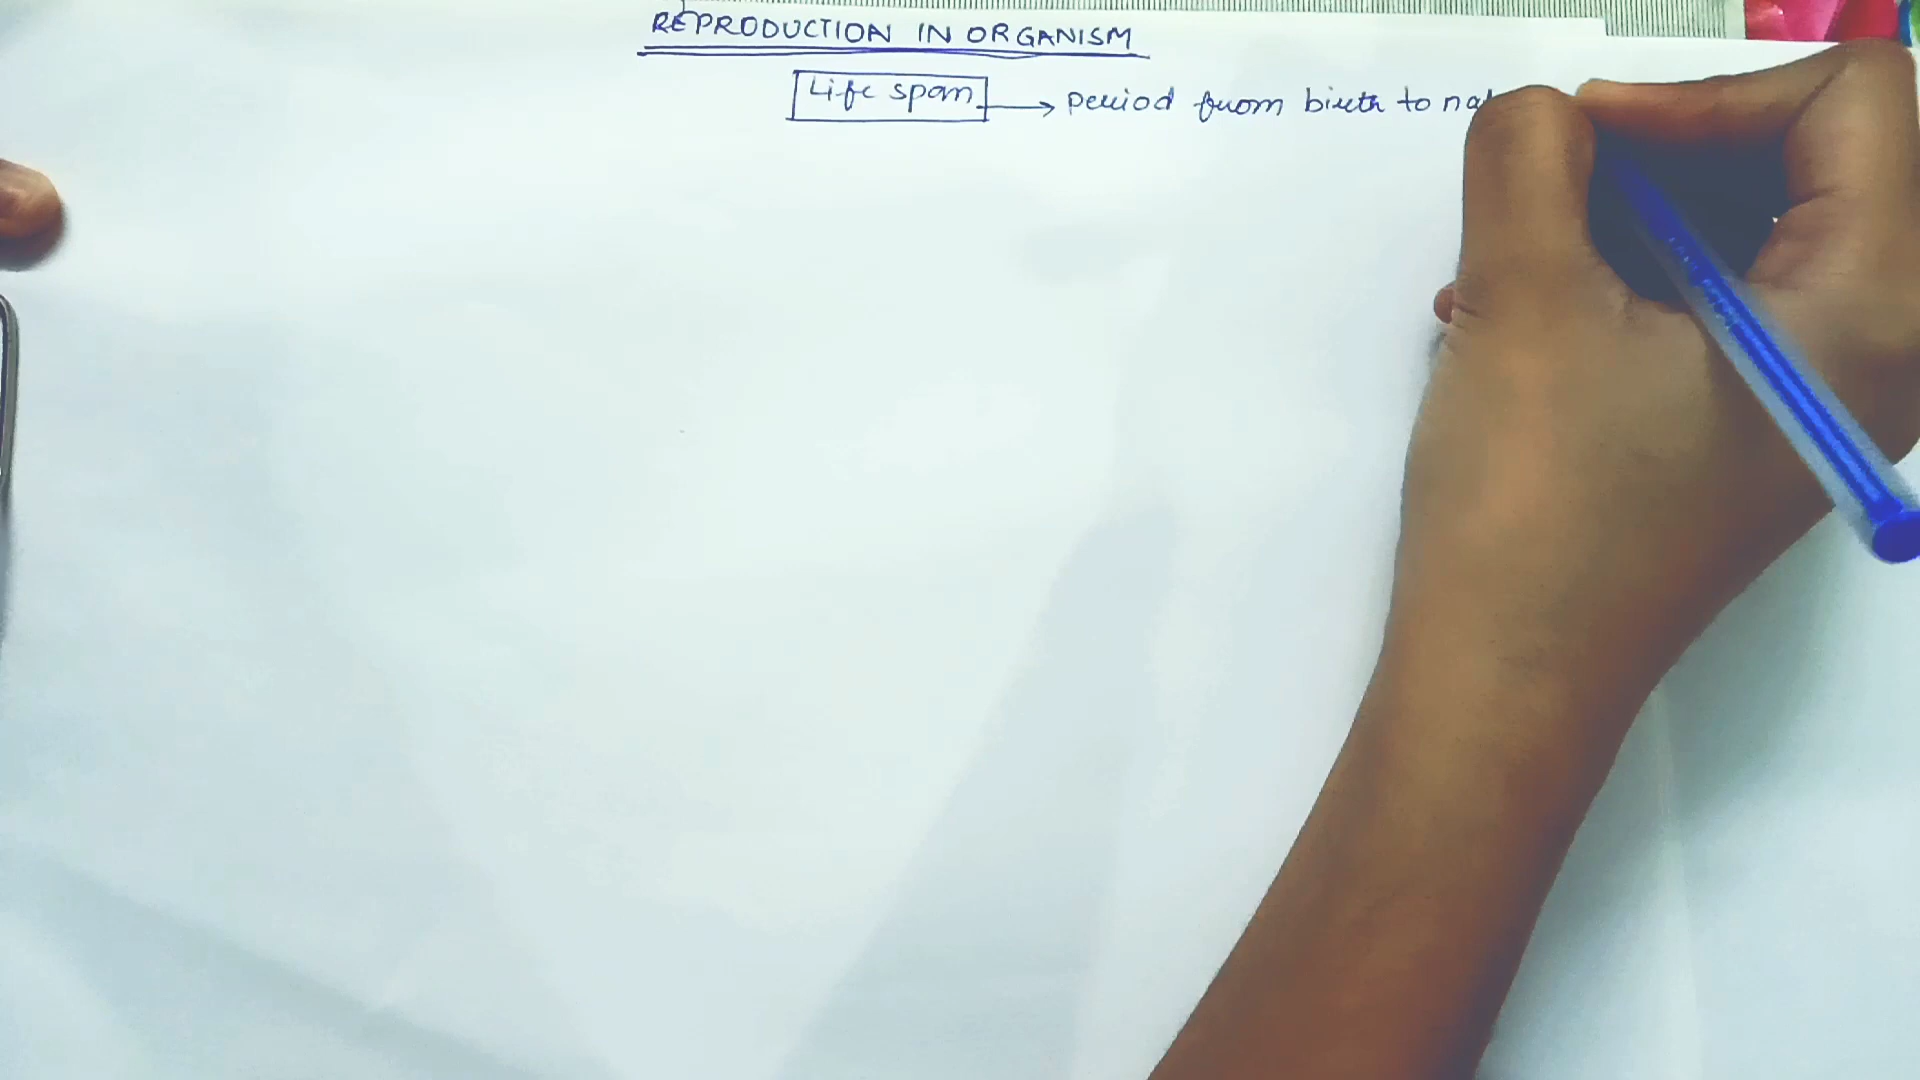 REPRODUCTION IN ORGANISM
Life span → period from birth to na